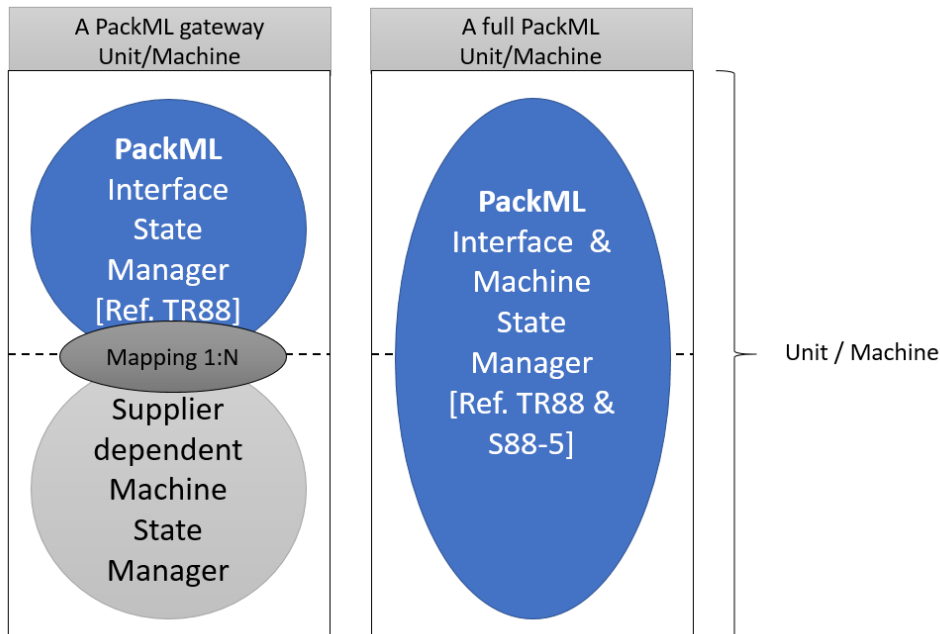 A PackML gateway
Unit/Machine
PackML
Interface
State
Manager
[Ref. TR88]
Mapping 1:N
Supplier
dependent
Machine
State
Manager
A full PackML
Unit/Machine
PackML
Interface &
Machine
State
Manager
[Ref. TR88 &
S88-5]
Unit / Machine